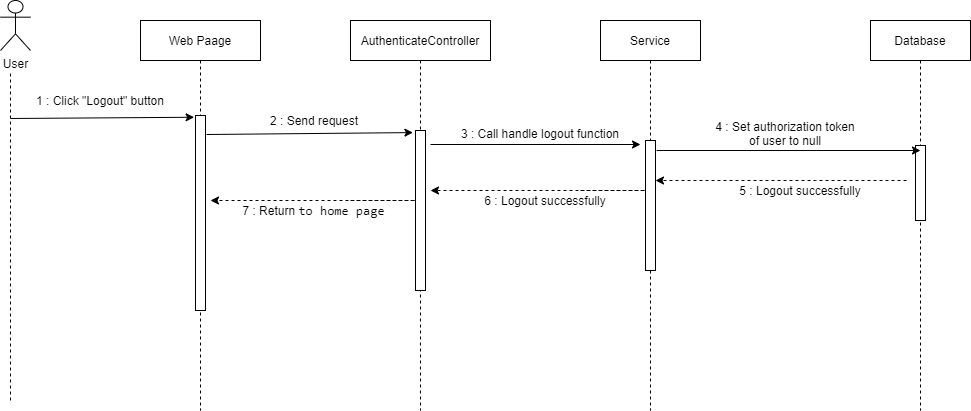 User
Web Paage
AuthenticateController
Service
Database
1 : Click "Logout" button
2 : Send request
3 : Call handle logout function
4 : Set authorization token
of user to null
5 : Logout successfully
6 : Logout successfully
7 : Return to home page